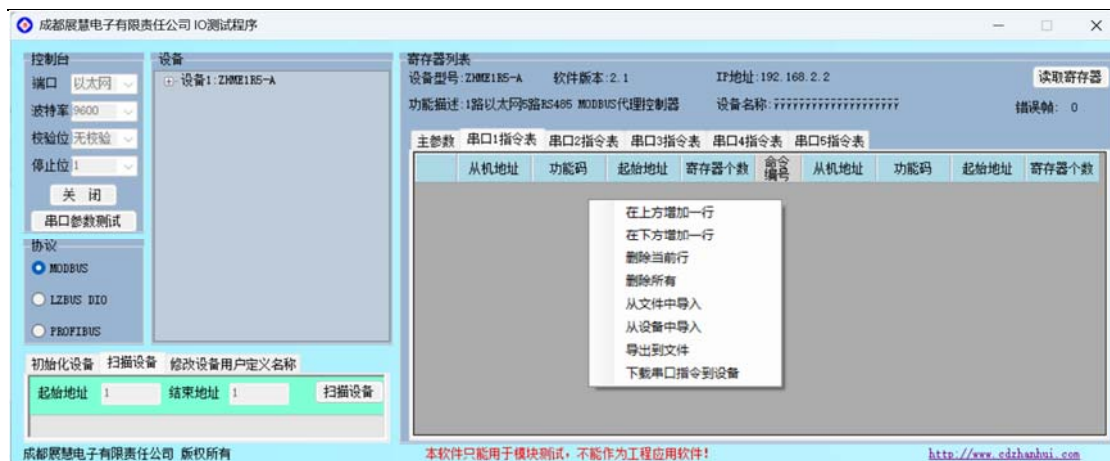 成都展慧电子有限责任公司 IO测试程序
控制台
端口 以太网
波特率 9600
校验位 无校验
停止位 1
关 闭
串口参数测试
协议
MODBUS
LZBUS DIO
PROFIBUS
设备
设备1:ZHME1R5-A
初始化设备 扫描设备 修改设备用户定义名称
起始地址 1 结束地址 1 扫描设备
寄存器列表
设备型号:ZHME1R5-A 软件版本:2.1 IP地址:192.168.2.2 读取寄存器
功能描述:1路以太网5路RS485 MODBUS代理控制器 设备名称: 错误帧: 0
主参数 串口1指令表 串口2指令表 串口3指令表 串口4指令表 串口5指令表
从机地址 功能码 起始地址 寄存器个数 命令编号 从机地址 功能码 起始地址 寄存器个数
在上方增加一行
在下方增加一行
删除当前行
删除所有
从文件中导入
从设备中导入
导出到文件
下载串口指令到设备
成都展慧电子有限责任公司 版权所有 本软件只能用于模块测试，不能作为工程应用软件! http://www.cdzhanhui.com